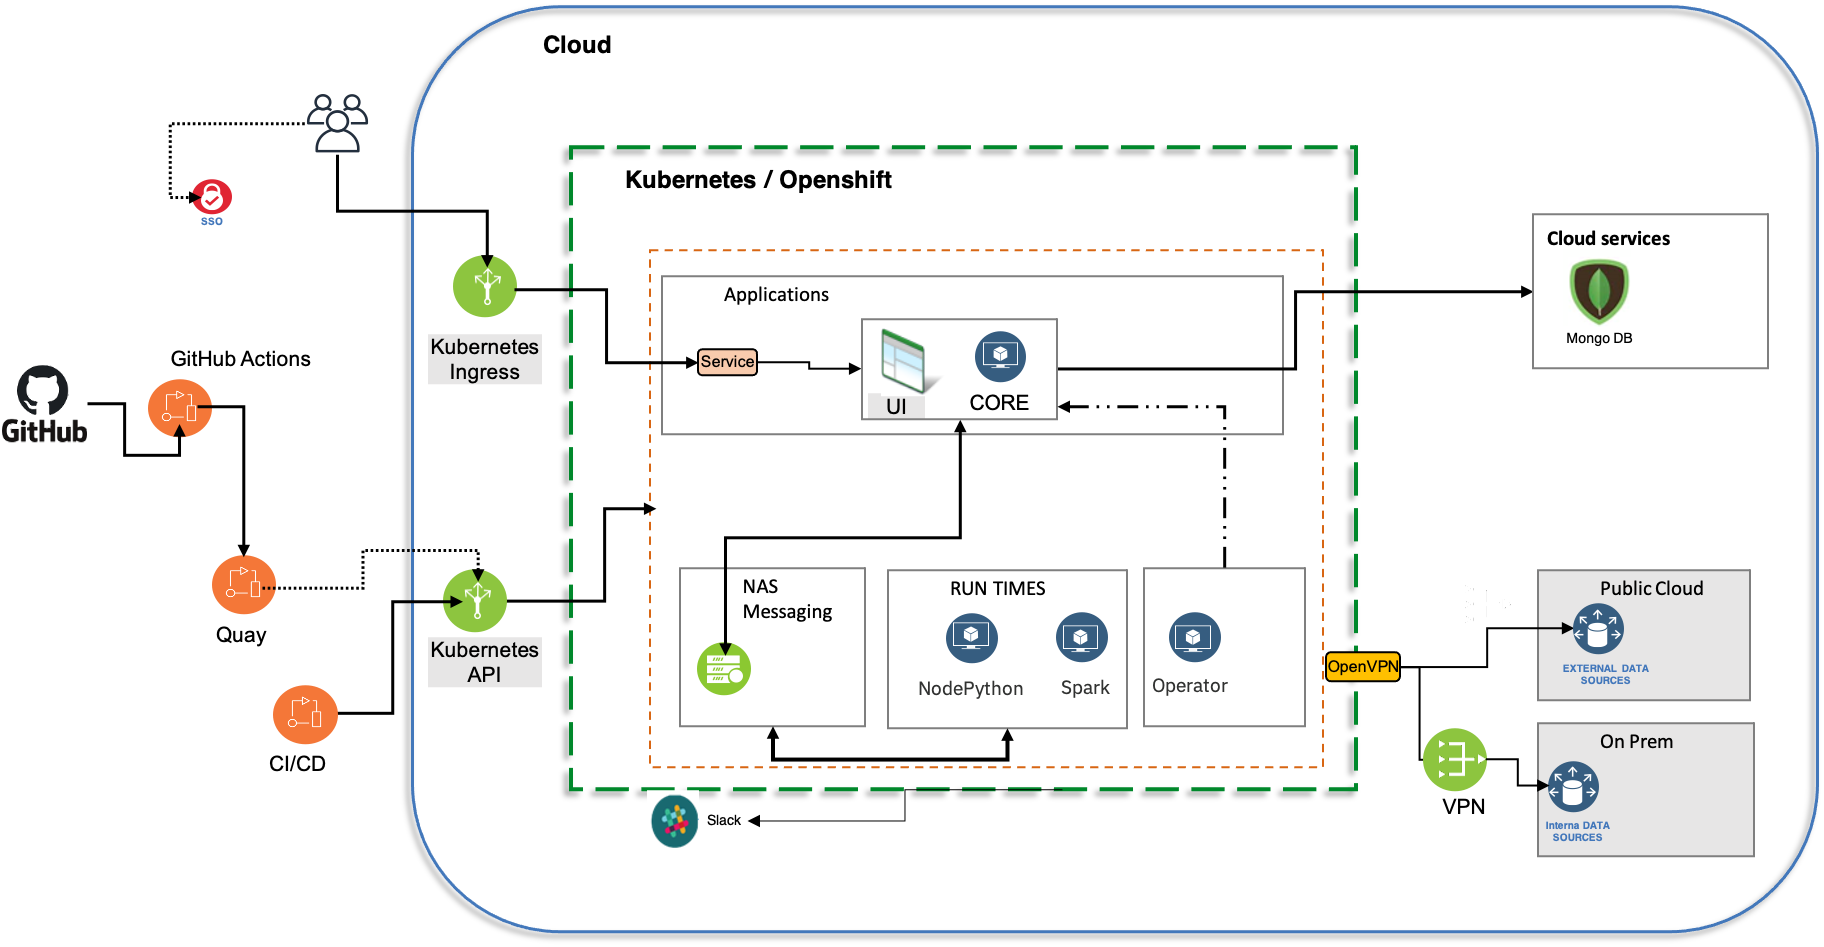 Cloud
Kubernetes / Openshift
SSO
Cloud services
Mongo DB
Applications
Service
UI
CORE
Kubernetes
Ingress
GitHub Actions
GitHub
Quay
Kubernetes
API
CI/CD
NAS
Messaging
RUN TIMES
NodePython
Spark
Operator
OpenVPN
Public Cloud
EXTERNAL DATA
SOURCES
On Prem
Interna DATA
SOURCES
VPN
Slack